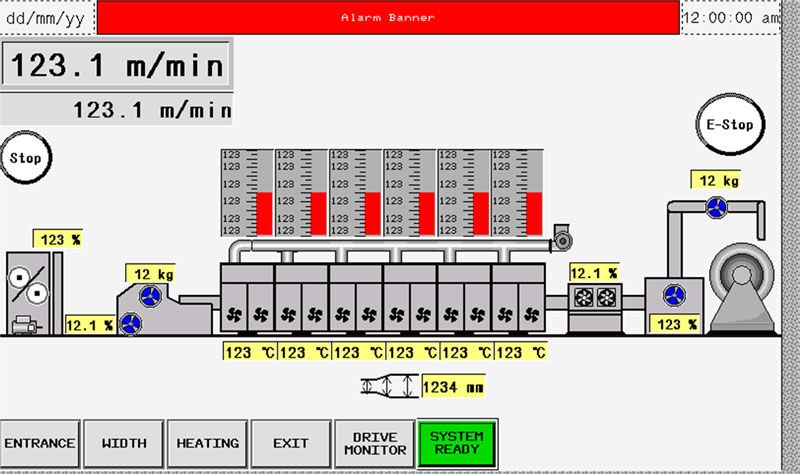 dd/mm/yy
Alarm Banner
12:00:00 am
123.1 m/min
123.1 m/min
Stop
E-Stop
123 123 123 123 123 123
123 123 123 123 123 123
123 123 123 123 123 123
123 123 123 123 123 123
123 123 123 123 123 123
123 123 123 123 123 123
12 kg
123 %
12 kg
12.1 %
12.1 %
123 %
123 °C 123 °C 123 °C 123 °C 123 °C 123 °C
1234 mm
ENTRANCE
WIDTH
HEATING
EXIT
DRIVE
MONITOR
SYSTEM
READY